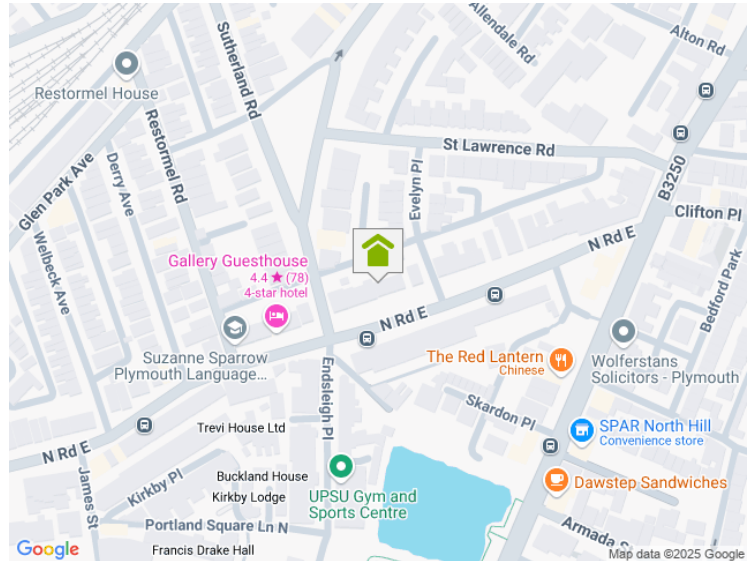 Allendale Rd
Alton Rd
Sutherland Rd
Restormel House
Restormel Rd
St Lawrence Rd
B3250
Glen Park Ave
Derry Ave
Evelyn Pl
Clifton Pl
Welbeck Ave
N Rd E
Gallery Guesthouse
4.4 ★ (78)
4-star hotel
Bedford Park
N Rd E
Suzanne Sparrow
Plymouth Language...
The Red Lantern
Chinese
Wolferstans
Solicitors - Plymouth
Endsleigh Pl
Skardon Pl
Trevi House Ltd
SPAR North Hill
Convenience store
N Rd E
Kirkby Pl
Buckland House
Kirkby Lodge
UPSU Gym and
Sports Centre
Dawstep Sandwiches
James St
Portland Square Ln N
Armada
Google
Francis Drake Hall
Map data ©2025 Google